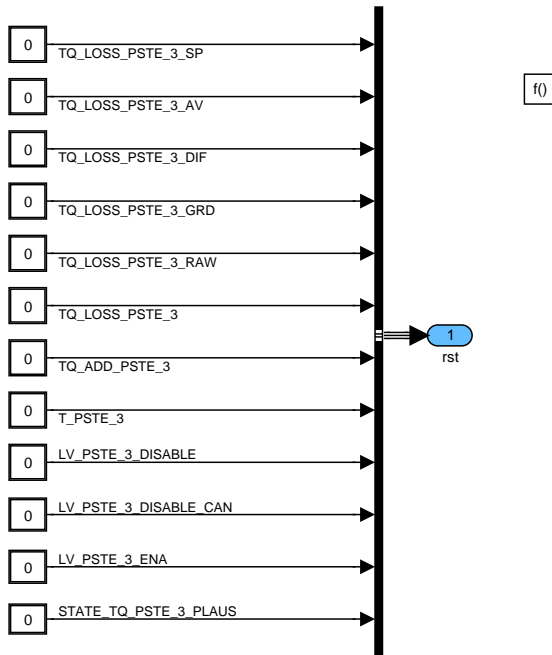 0
TQ_LOSS_PSTE_3_SP
f()
0
TQ_LOSS_PSTE_3_AV
0
TQ_LOSS_PSTE_3_DIF
0
TQ_LOSS_PSTE_3_GRD
0
TQ_LOSS_PSTE_3_RAW
0
TQ_LOSS_PSTE_3
1
rst
0
TQ_ADD_PSTE_3
0
T_PSTE_3
0
LV_PSTE_3_DISABLE
0
LV_PSTE_3_DISABLE_CAN
0
LV_PSTE_3_ENA
0
STATE_TQ_PSTE_3_PLAUS